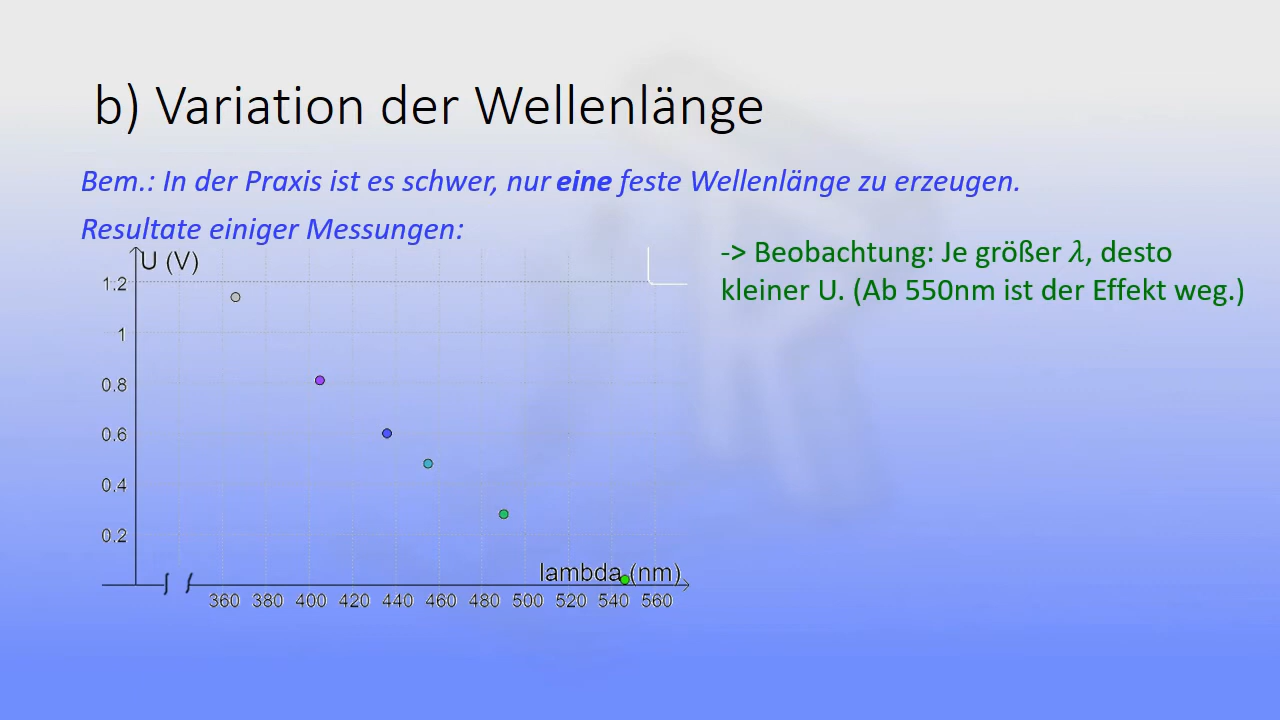 b) Variation der Wellenlänge
Bem.: In der Praxis ist es schwer, nur eine feste Wellenlänge zu erzeugen.
Resultate einiger Messungen:
-> Beobachtung: Je größer λ, desto
kleiner U. (Ab 550nm ist der Effekt weg.)
U (V)
1.2
1
0.8
0.6
0.4
0.2
lambda (nm)
360 380 400 420 440 460 480 500 520 540 560